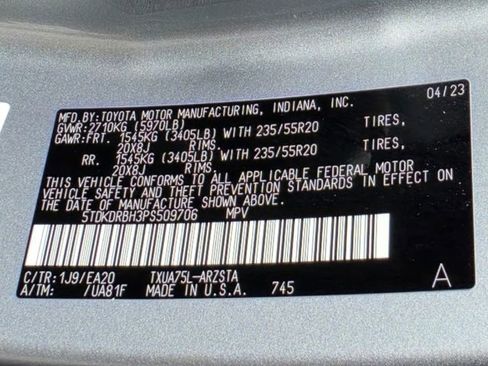 MFD. BY: TOYOTA MOTOR MANUFACTURING, INDIANA, INC. 04/23
GVWR: 2710KG (5970LB)
GAWR: FRT. 1545KG (3405LB) WITH 235/55R20 TIRES,
20X8J RIMS,
RR. 1545KG (3405LB) WITH 235/55R20 TIRES,
20X8J RIMS.
THIS VEHICLE CONFORMS TO ALL APPLICABLE FEDERAL MOTOR
VEHICLE SAFETY AND THEFT PREVENTION STANDARDS IN EFFECT ON
THE DATE OF MANUFACTURE SHOWN ABOVE.
5TDKDRBH3PS509706 MPV
C/TR: 1J9/EA20 TXUA75L-ARZSTA
A/TM: /UA81F MADE IN U.S.A. 745 A